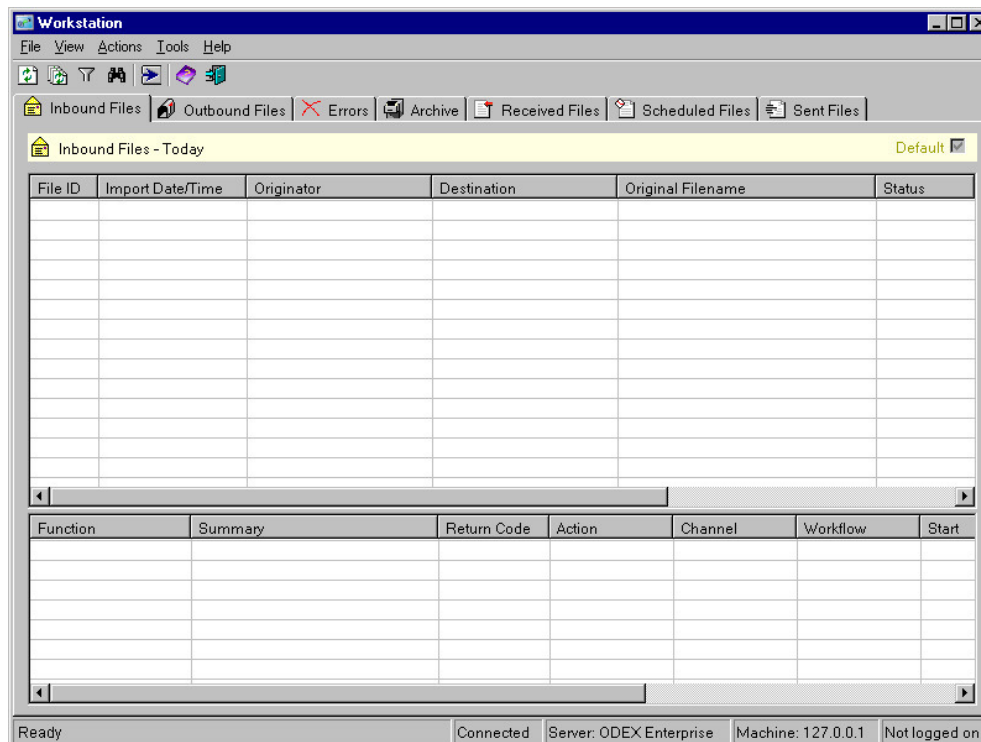 Workstation
File View Actions Tools Help
Inbound Files Outbound Files Errors Archive Received Files Scheduled Files Sent Files
Inbound Files - Today Default
File ID Import Date/Time Originator Destination Original Filename Status
Function Summary Return Code Action Channel Workflow Start
Ready Connected Server: ODEX Enterprise Machine: 127.0.0.1 Not logged on